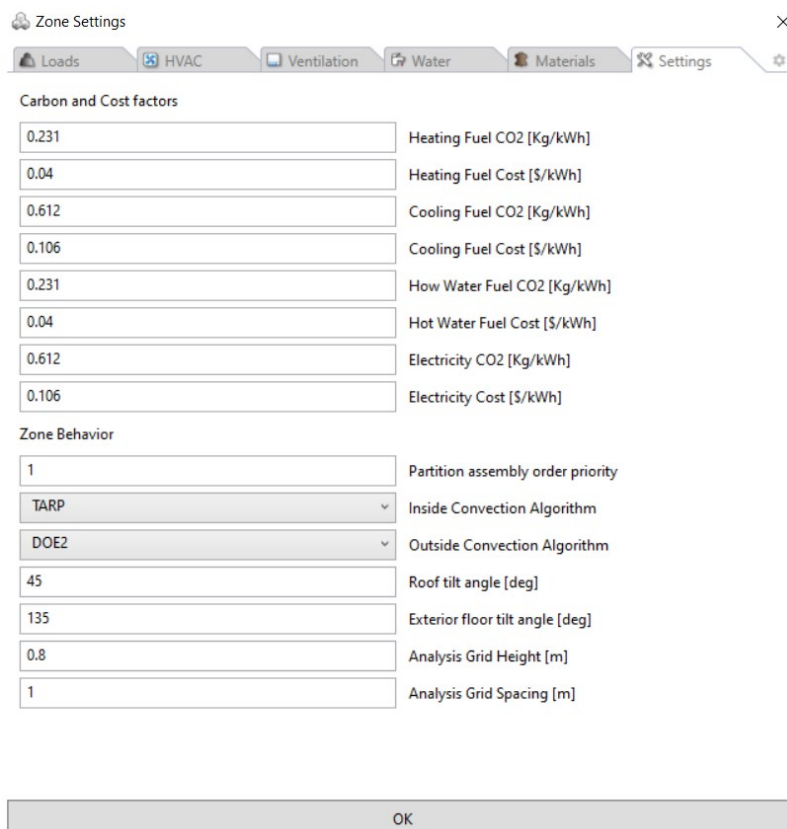 Zone Settings
Loads HVAC Ventilation Water Materials Settings
Carbon and Cost factors
0.231 Heating Fuel CO2 [Kg/kWh]
0.04 Heating Fuel Cost [$/kWh]
0.612 Cooling Fuel CO2 [Kg/kWh]
0.106 Cooling Fuel Cost [$/kWh]
0.231 How Water Fuel CO2 [Kg/kWh]
0.04 Hot Water Fuel Cost [$/kWh]
0.612 Electricity CO2 [Kg/kWh]
0.106 Electricity Cost [$/kWh]
Zone Behavior
1 Partition assembly order priority
TARP Inside Convection Algorithm
DOE2 Outside Convection Algorithm
45 Roof tilt angle [deg]
135 Exterior floor tilt angle [deg]
0.8 Analysis Grid Height [m]
1 Analysis Grid Spacing [m]
OK